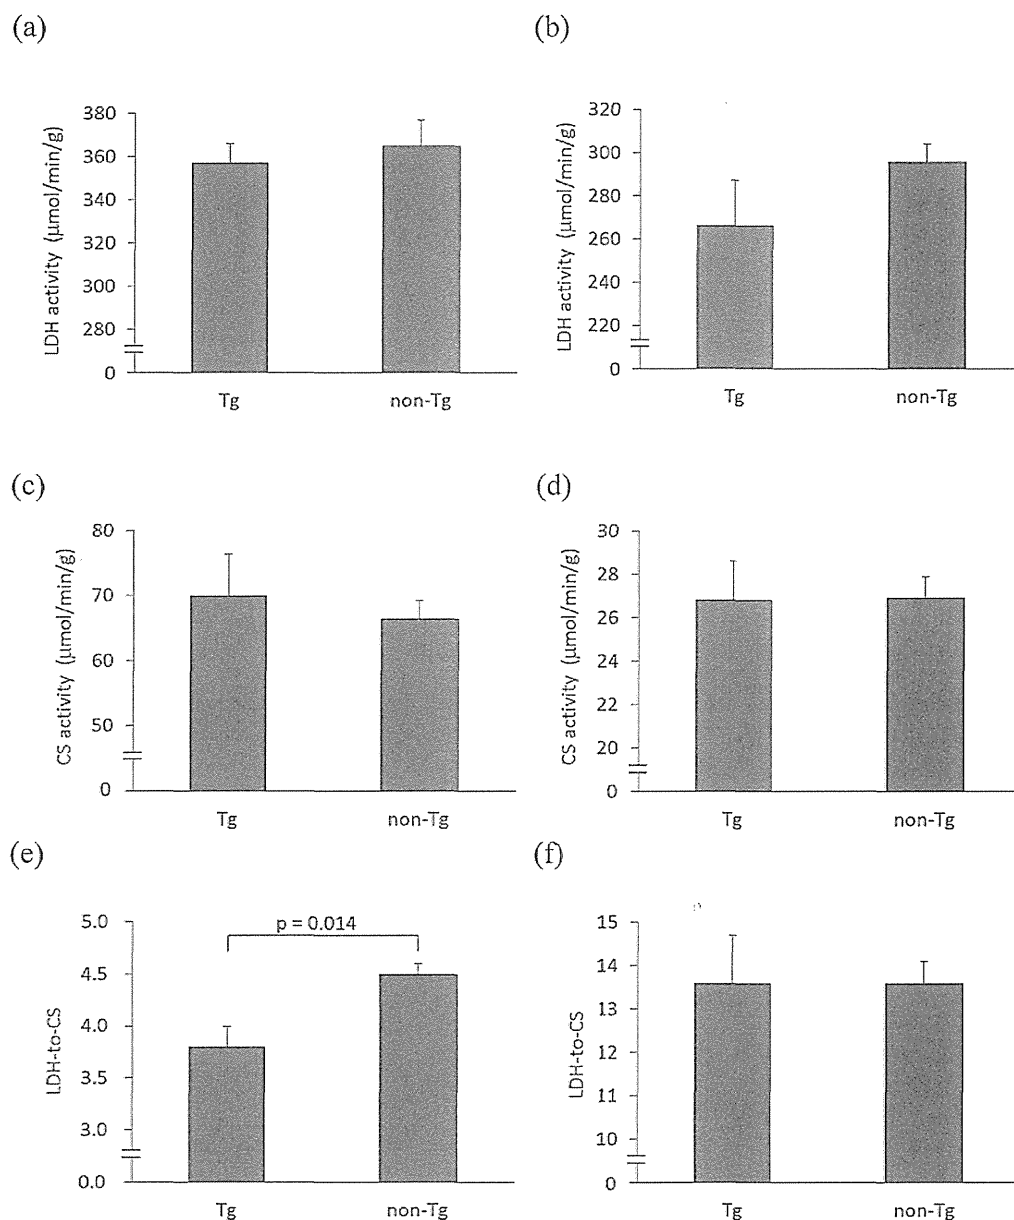 (a)
LDH activity (μmol/min/g)
380
360
340
320
300
280
0
Tg non-Tg
(b)
LDH activity (μmol/min/g)
320
300
280
260
240
220
0
Tg non-Tg
(c)
CS activity (μmol/min/g)
80
70
60
50
0
Tg non-Tg
(d)
CS activity (μmol/min/g)
30
28
26
24
22
20
0
Tg non-Tg
(e)
LDH-to-CS
5.0
4.5
4.0
3.5
3.0
0.0
p = 0.014
Tg non-Tg
(f)
LDH-to-CS
15
14
13
12
11
10
0
Tg non-Tg